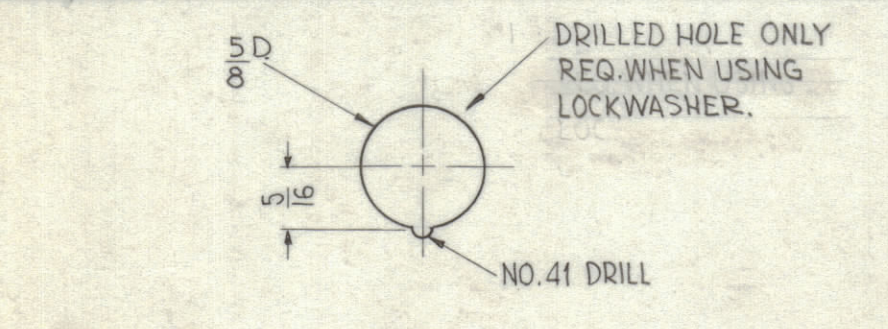 5/8 D.
DRILLED HOLE ONLY
REQ. WHEN USING
LOCKWASHER.
5/16
NO. 41 DRILL